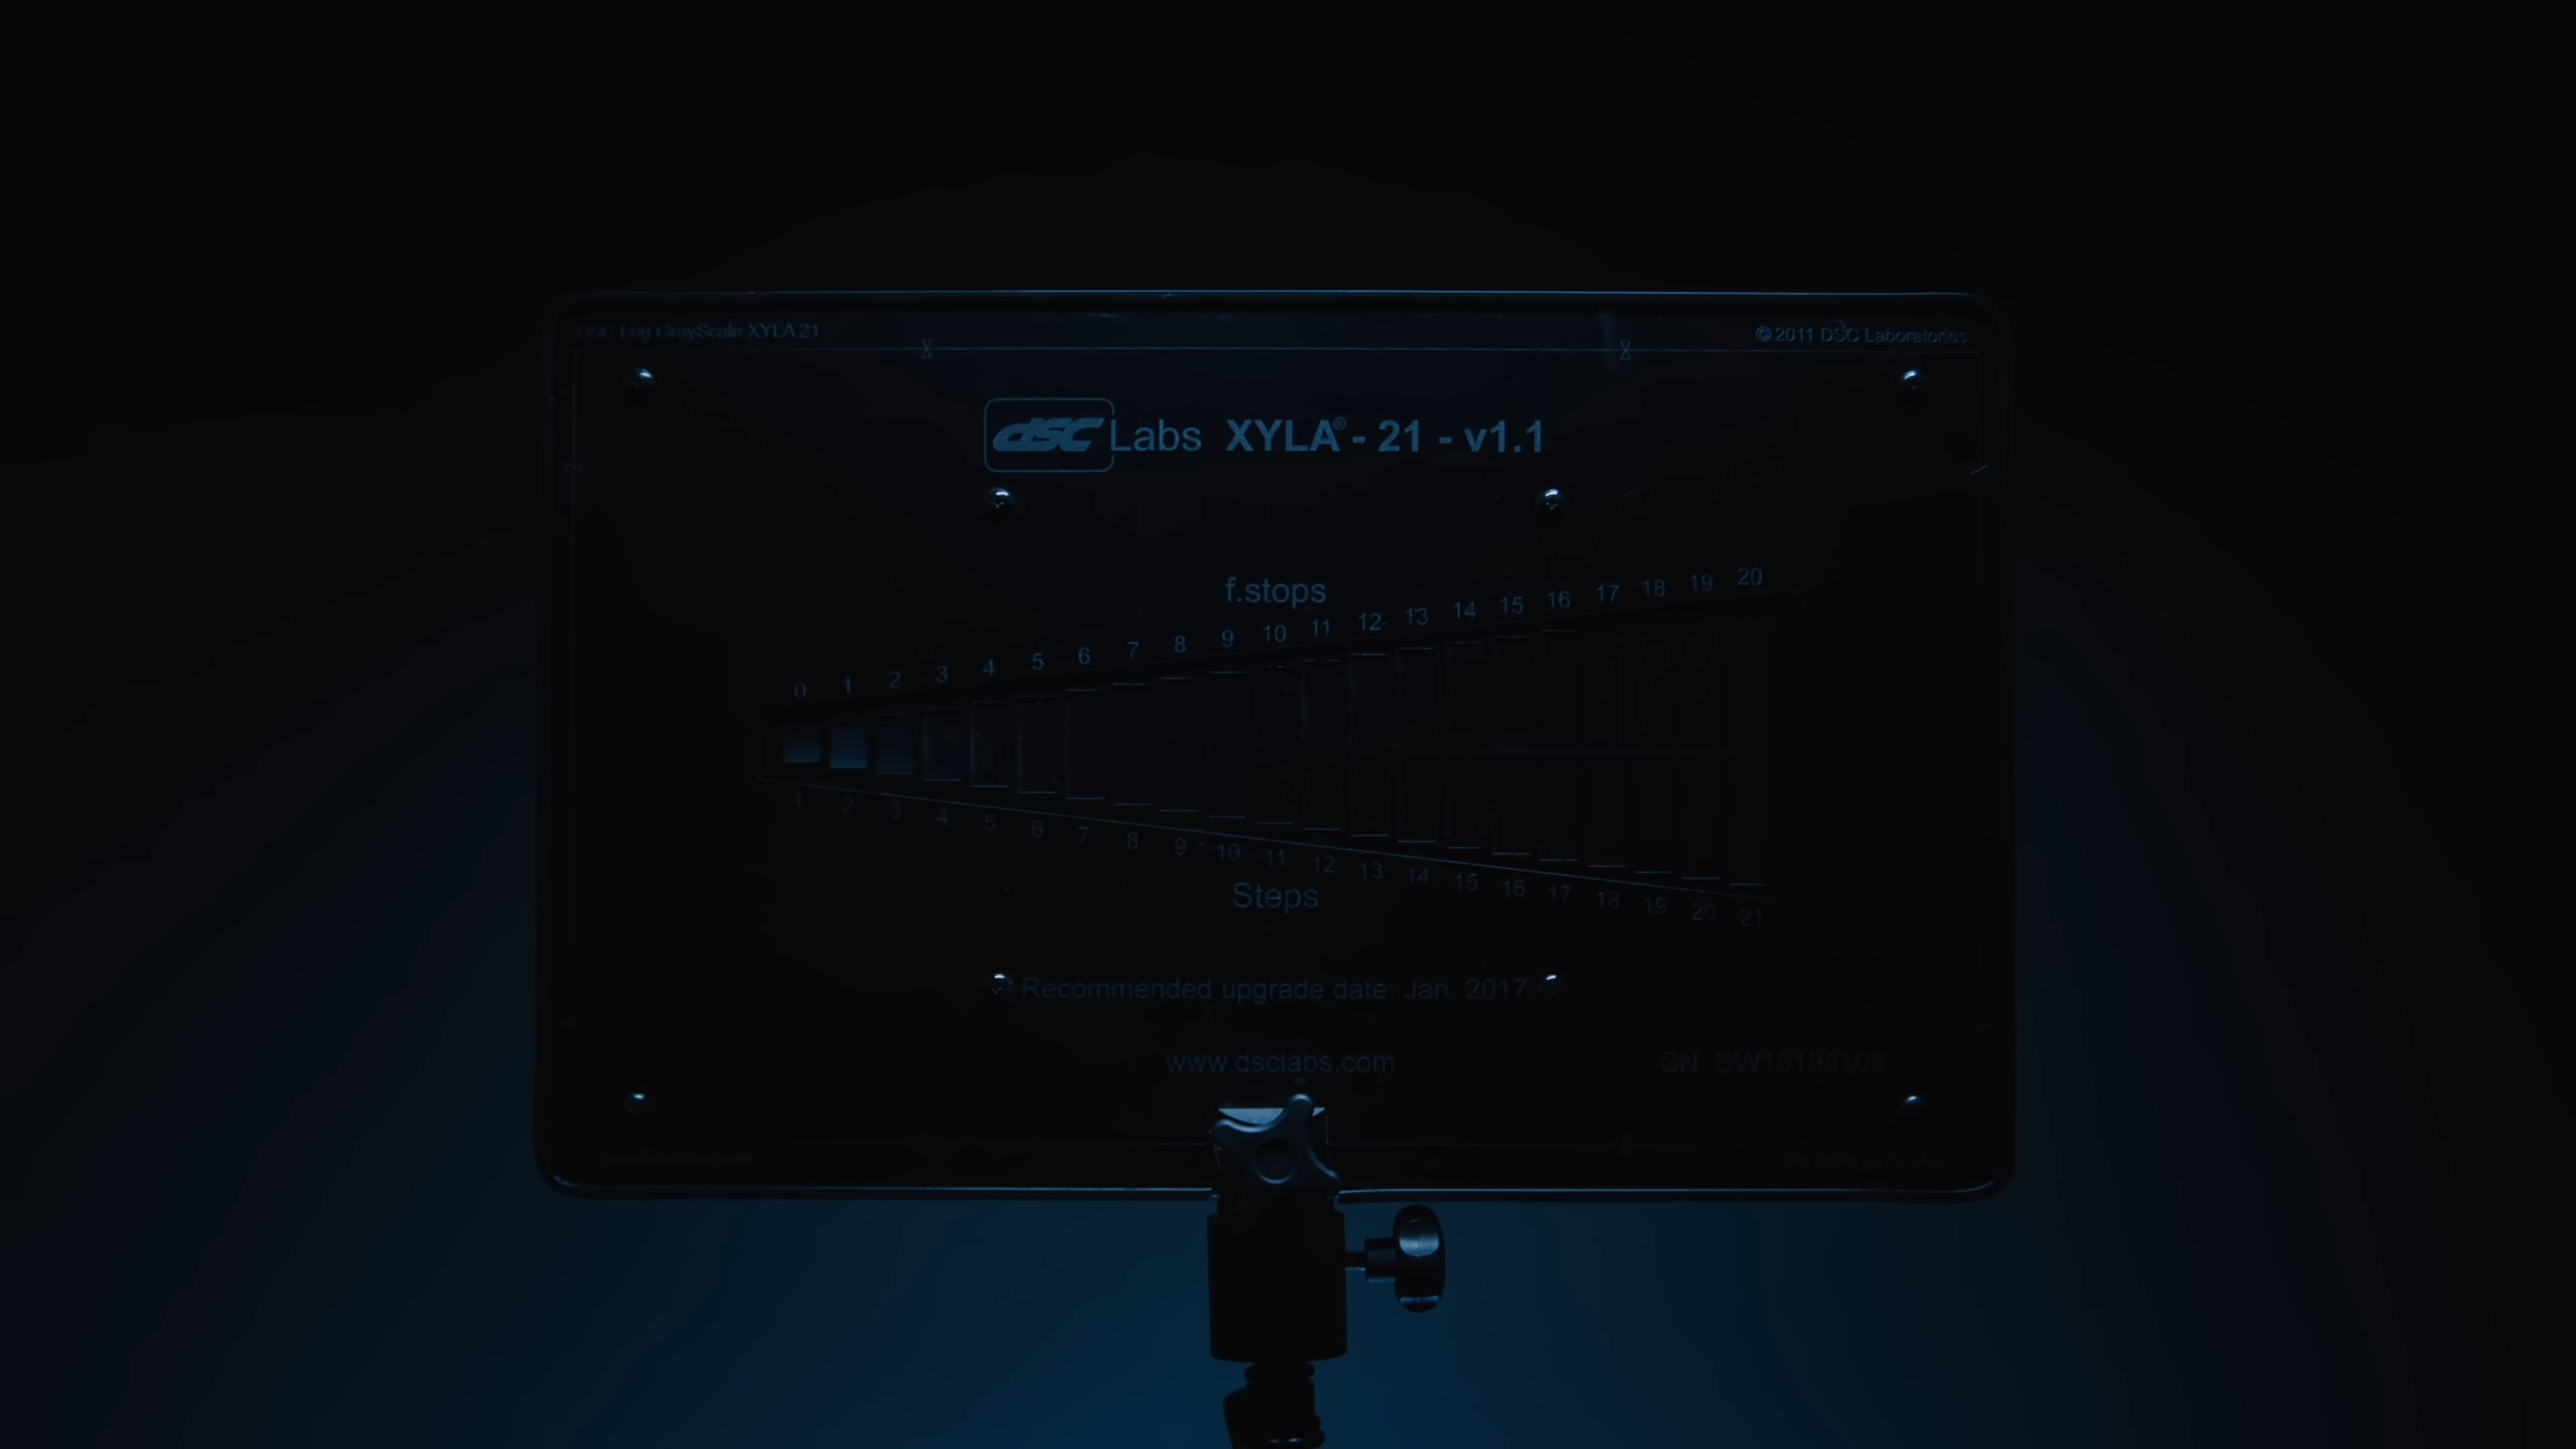 DSC Log GrayScale XYLA 21
© 2011 DSC Laboratories
dsc Labs XYLA® - 21 - v1.1
f.stops
0 1 2 3 4 5 6 7 8 9 10 11 12 13 14 15 16 17 18 19 20
1 2 3 4 5 6 7 8 9 10 11 12 13 14 15 16 17 18 19 20 21
Steps
Recommended upgrade date: Jan. 2017
www.dsclabs.com
SN SW15198103